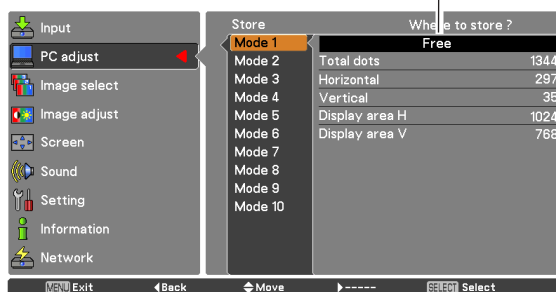 Input
PC adjust
Image select
Image adjust
Screen
Sound
Setting
Information
Network
Store
Mode 1
Mode 2
Mode 3
Mode 4
Mode 5
Mode 6
Mode 7
Mode 8
Mode 9
Mode 10
Where to store ?
Free
Total dots 1344
Horizontal 297
Vertical 35
Display area H 1024
Display area V 768
MENU Exit ◀Back Move ▶----- SELECT Select